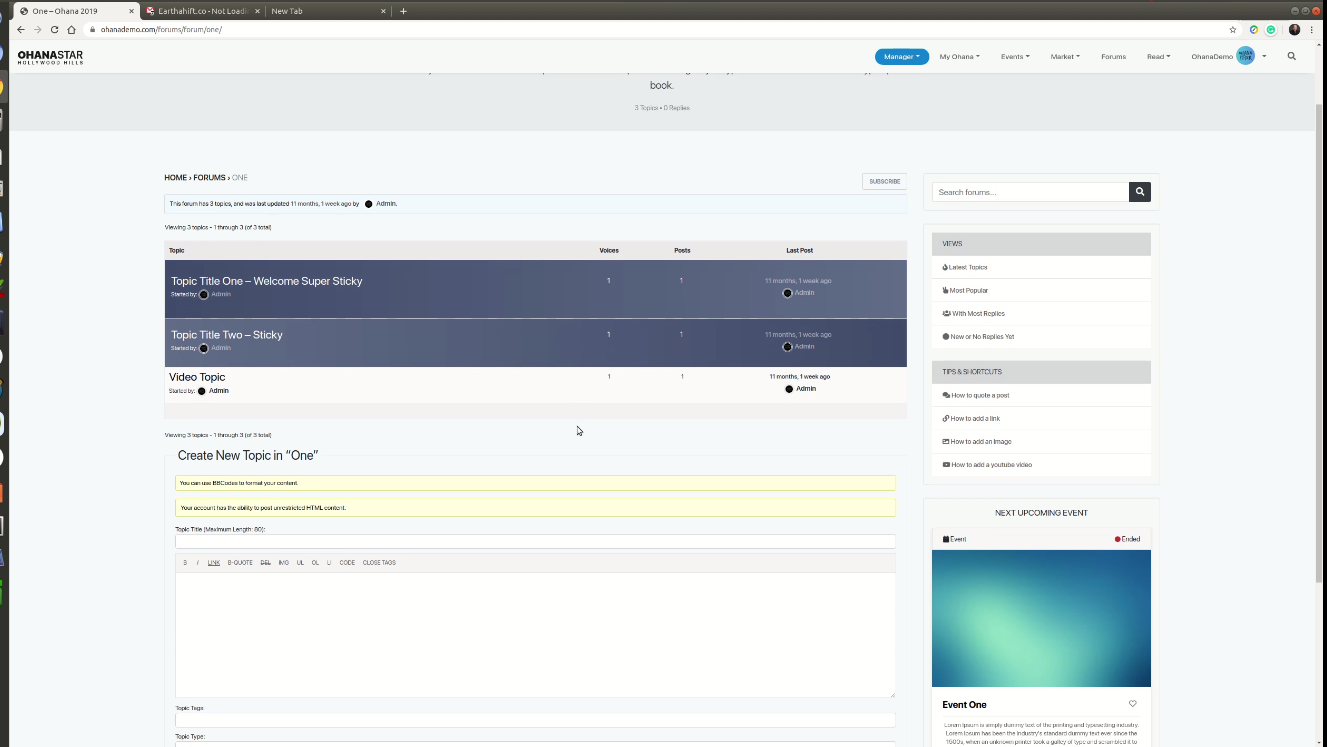 One – Ohana 2019
Earthahift.co - Not Loadin
New Tab
ohanademo.com/forums/forum/one/
OHANASTAR
HOLLYWOOD HILLS
Manager
My Ohana
Events
Market
Forums
Read
OhanaDemo
book.
3 Topics • 0 Replies
HOME › FORUMS › ONE
SUBSCRIBE
This forum has 3 topics, and was last updated 11 months, 1 week ago by Admin.
Viewing 3 topics - 1 through 3 (of 3 total)
Topic Voices Posts Last Post
Topic Title One – Welcome Super Sticky 1 1 11 months, 1 week ago
Started by: Admin Admin
Topic Title Two – Sticky 1 1 11 months, 1 week ago
Started by: Admin Admin
Video Topic 1 1 11 months, 1 week ago
Started by: Admin Admin
Viewing 3 topics - 1 through 3 (of 3 total)
Create New Topic in “One”
You can use BBCodes to format your content.
Your account has the ability to post unrestricted HTML content.
Topic Title (Maximum Length: 80):
B I LINK B-QUOTE DEL IMG UL OL LI CODE CLOSE TAGS
Topic Tags:
Topic Type:
Search forums...
VIEWS
Latest Topics
Most Popular
With Most Replies
New or No Replies Yet
TIPS & SHORTCUTS
How to quote a post
How to add a link
How to add an image
How to add a youtube video
NEXT UPCOMING EVENT
Event Ended
Event One
Lorem Ipsum is simply dummy text of the printing and typesetting industry.
Lorem Ipsum has been the industry's standard dummy text ever since the
1500s, when an unknown printer took a galley of type and scrambled it to